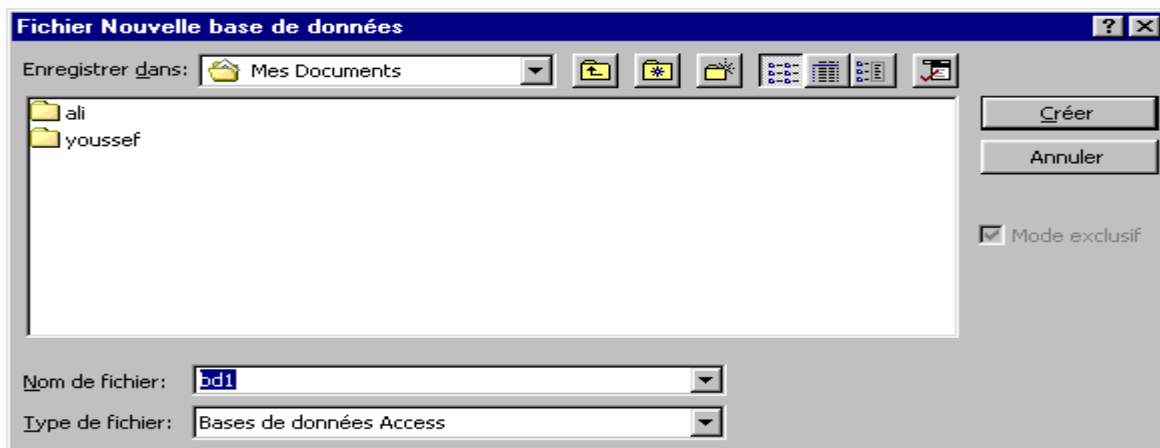 Fichier Nouvelle base de données
Enregistrer dans: Mes Documents
ali
youssef
Créer
Annuler
Mode exclusif
Nom de fichier: bd1
Type de fichier: Bases de données Access